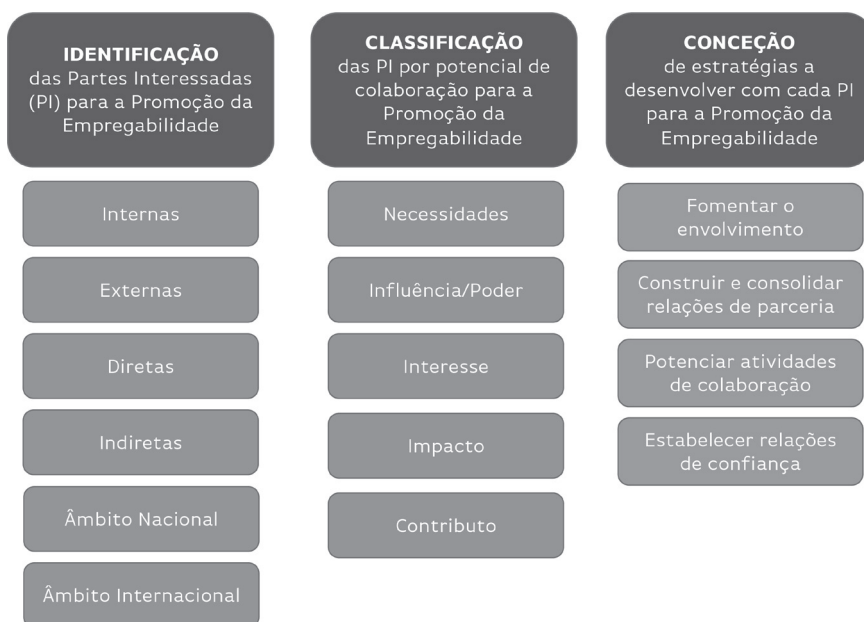 IDENTIFICAÇÃO
das Partes Interessadas
(PI) para a Promoção da
Empregabilidade
Internas
Externas
Diretas
Indiretas
Âmbito Nacional
Âmbito Internacional
CLASSIFICAÇÃO
das PI por potencial de
colaboração para a
Promoção da
Empregabilidade
Necessidades
Influência/Poder
Interesse
Impacto
Contributo
CONCEÇÃO
de estratégias a
desenvolver com cada PI
para a Promoção da
Empregabilidade
Fomentar o
envolvimento
Construir e consolidar
relações de parceria
Potenciar atividades
de colaboração
Estabelecer relações
de confiança